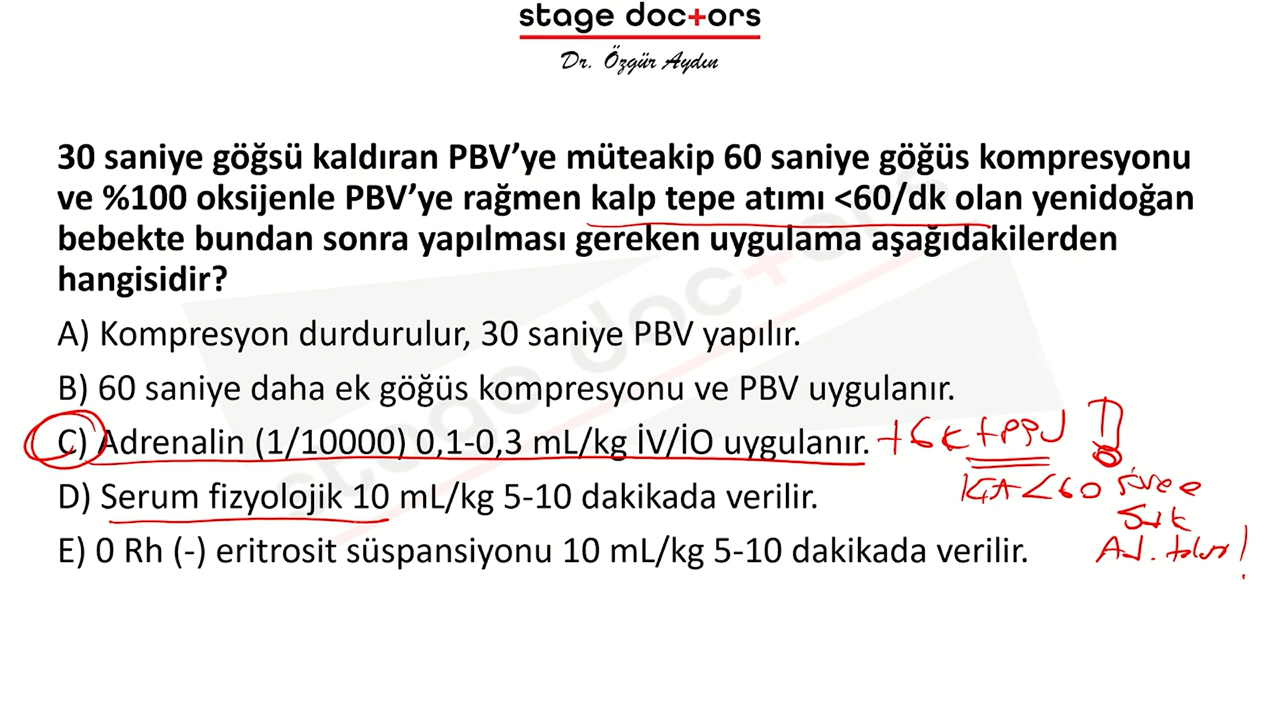 stage doctors
Dr. Özgür Aydın
30 saniye göğsü kaldıran PBV’ye müteakip 60 saniye göğüs kompresyonu
ve %100 oksijenle PBV’ye rağmen kalp tepe atımı <60/dk olan yenidoğan
bebekte bundan sonra yapılması gereken uygulama aşağıdakilerden
hangisidir?
A) Kompresyon durdurulur, 30 saniye PBV yapılır.
B) 60 saniye daha ek göğüs kompresyonu ve PBV uygulanır.
C) Adrenalin (1/10000) 0,1-0,3 mL/kg İV/İO uygulanır. +GK+PPV !
KTA<60
D) Serum fizyolojik 10 mL/kg 5-10 dakikada verilir.
E) 0 Rh (-) eritrosit süspansiyonu 10 mL/kg 5-10 dakikada verilir.
stage doctors